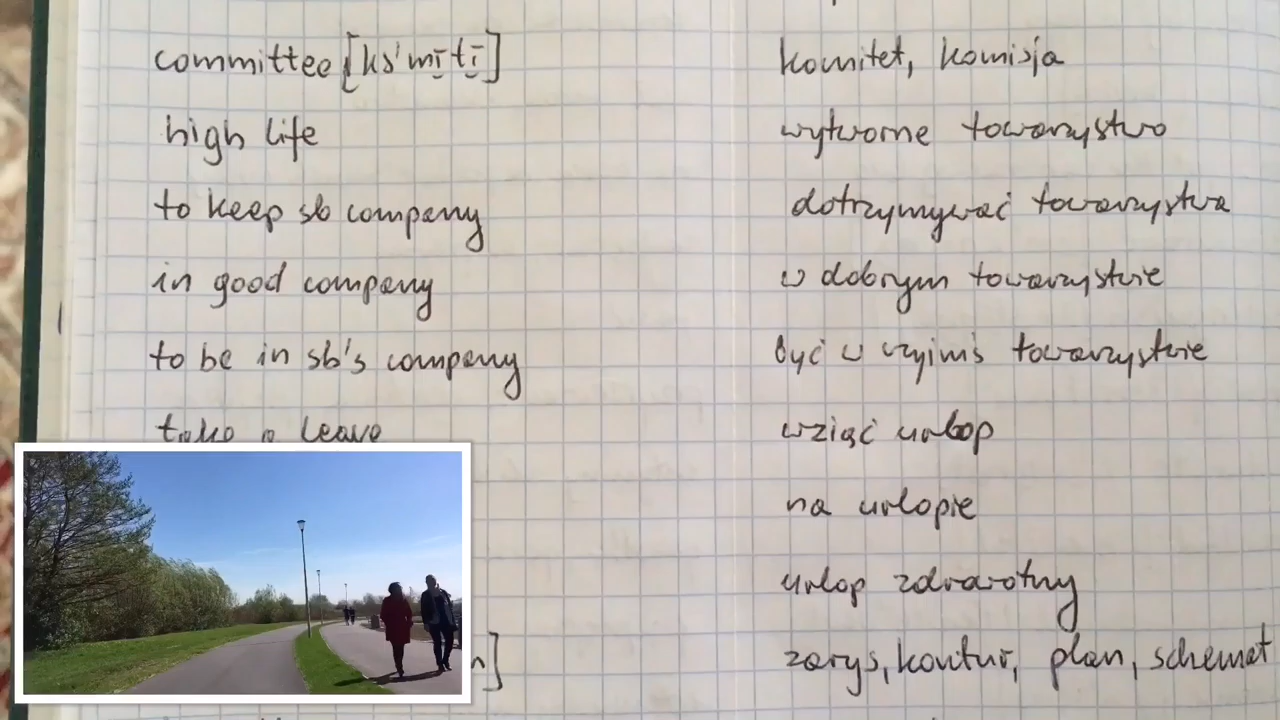 committee [kə'mītī] komitet, komisja
high life wytworne towarzystwo
to keep sb company dotrzymywać towarzystwa
in good company w dobrym towarzystwie
to be in sb's company być w czyimś towarzystwie
take a leave wziąć urlop
na urlopie
urlop zdrowotny
n] zarys, kontur, plan, schemat